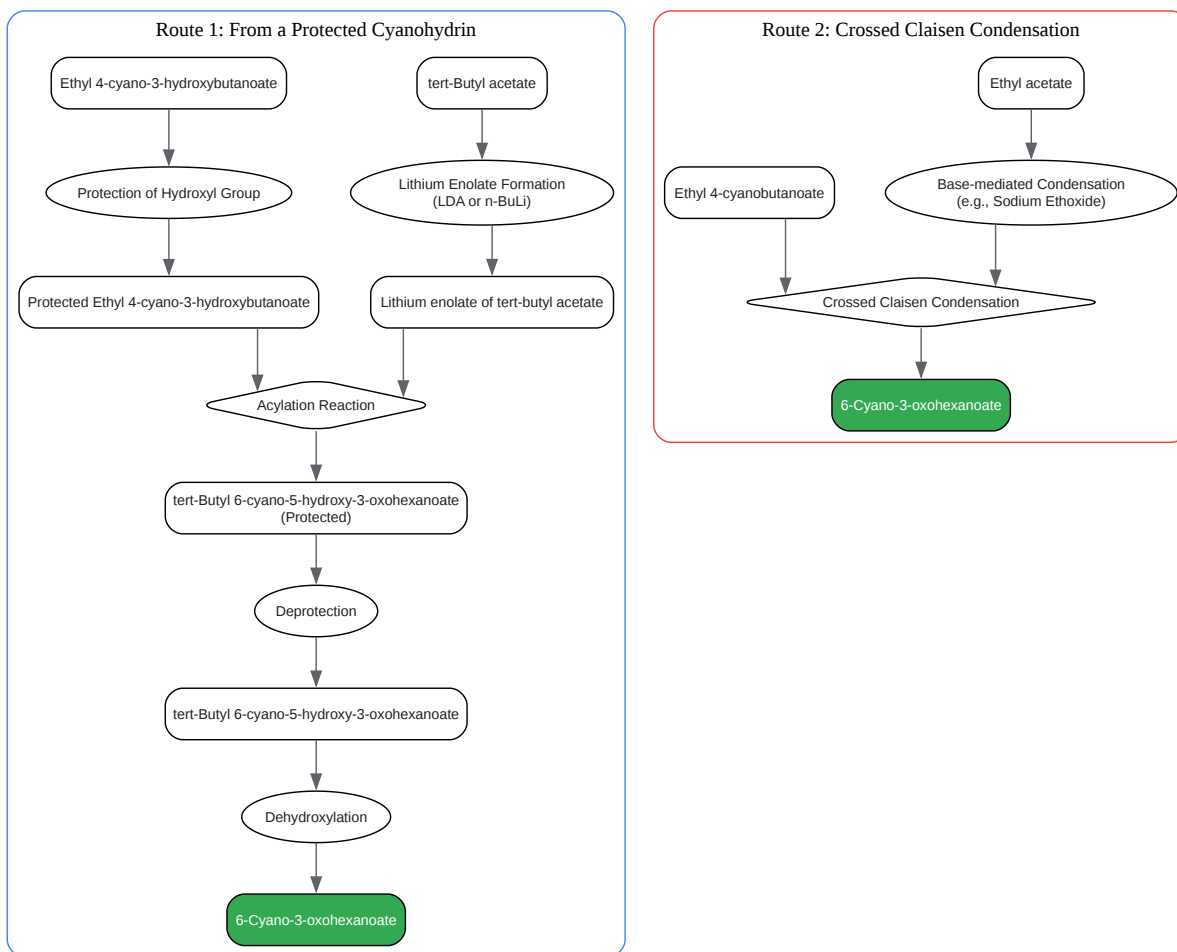 Route 1: From a Protected Cyanohydrin
Ethyl 4-cyano-3-hydroxybutanoate
tert-Butyl acetate
Protection of Hydroxyl Group
Lithium Enolate Formation
(LDA or n-BuLi)
Protected Ethyl 4-cyano-3-hydroxybutanoate
Lithium enolate of tert-butyl acetate
Acylation Reaction
tert-Butyl 6-cyano-5-hydroxy-3-oxohexanoate
(Protected)
Deprotection
tert-Butyl 6-cyano-5-hydroxy-3-oxohexanoate
Dehydroxylation
6-Cyano-3-oxohexanoate
Route 2: Crossed Claisen Condensation
Ethyl acetate
Ethyl 4-cyanobutanoate
Base-mediated Condensation
(e.g., Sodium Ethoxide)
Crossed Claisen Condensation
6-Cyano-3-oxohexanoate